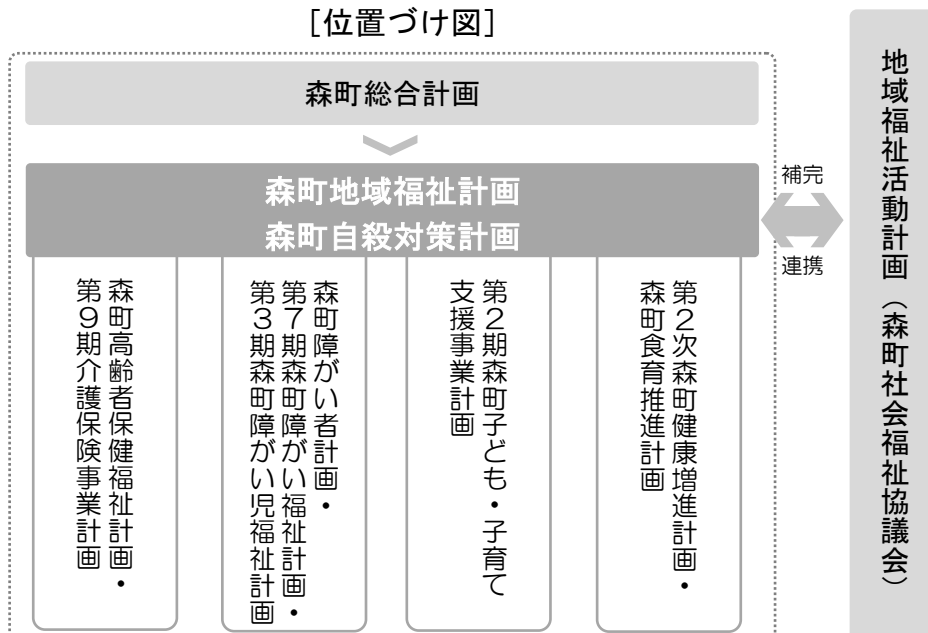 ［位置づけ図］
森町総合計画
森町地域福祉計画
森町自殺対策計画
補完
連携
森町高齢者保健福祉計画・
第９期介護保険事業計画
森町障がい者計画・
第７期森町障がい福祉計画・
第３期森町障がい児福祉計画
第２期森町子ども・子育て
支援事業計画
第２次森町健康増進計画・
森町食育推進計画
地域福祉活動計画（森町社会福祉協議会）